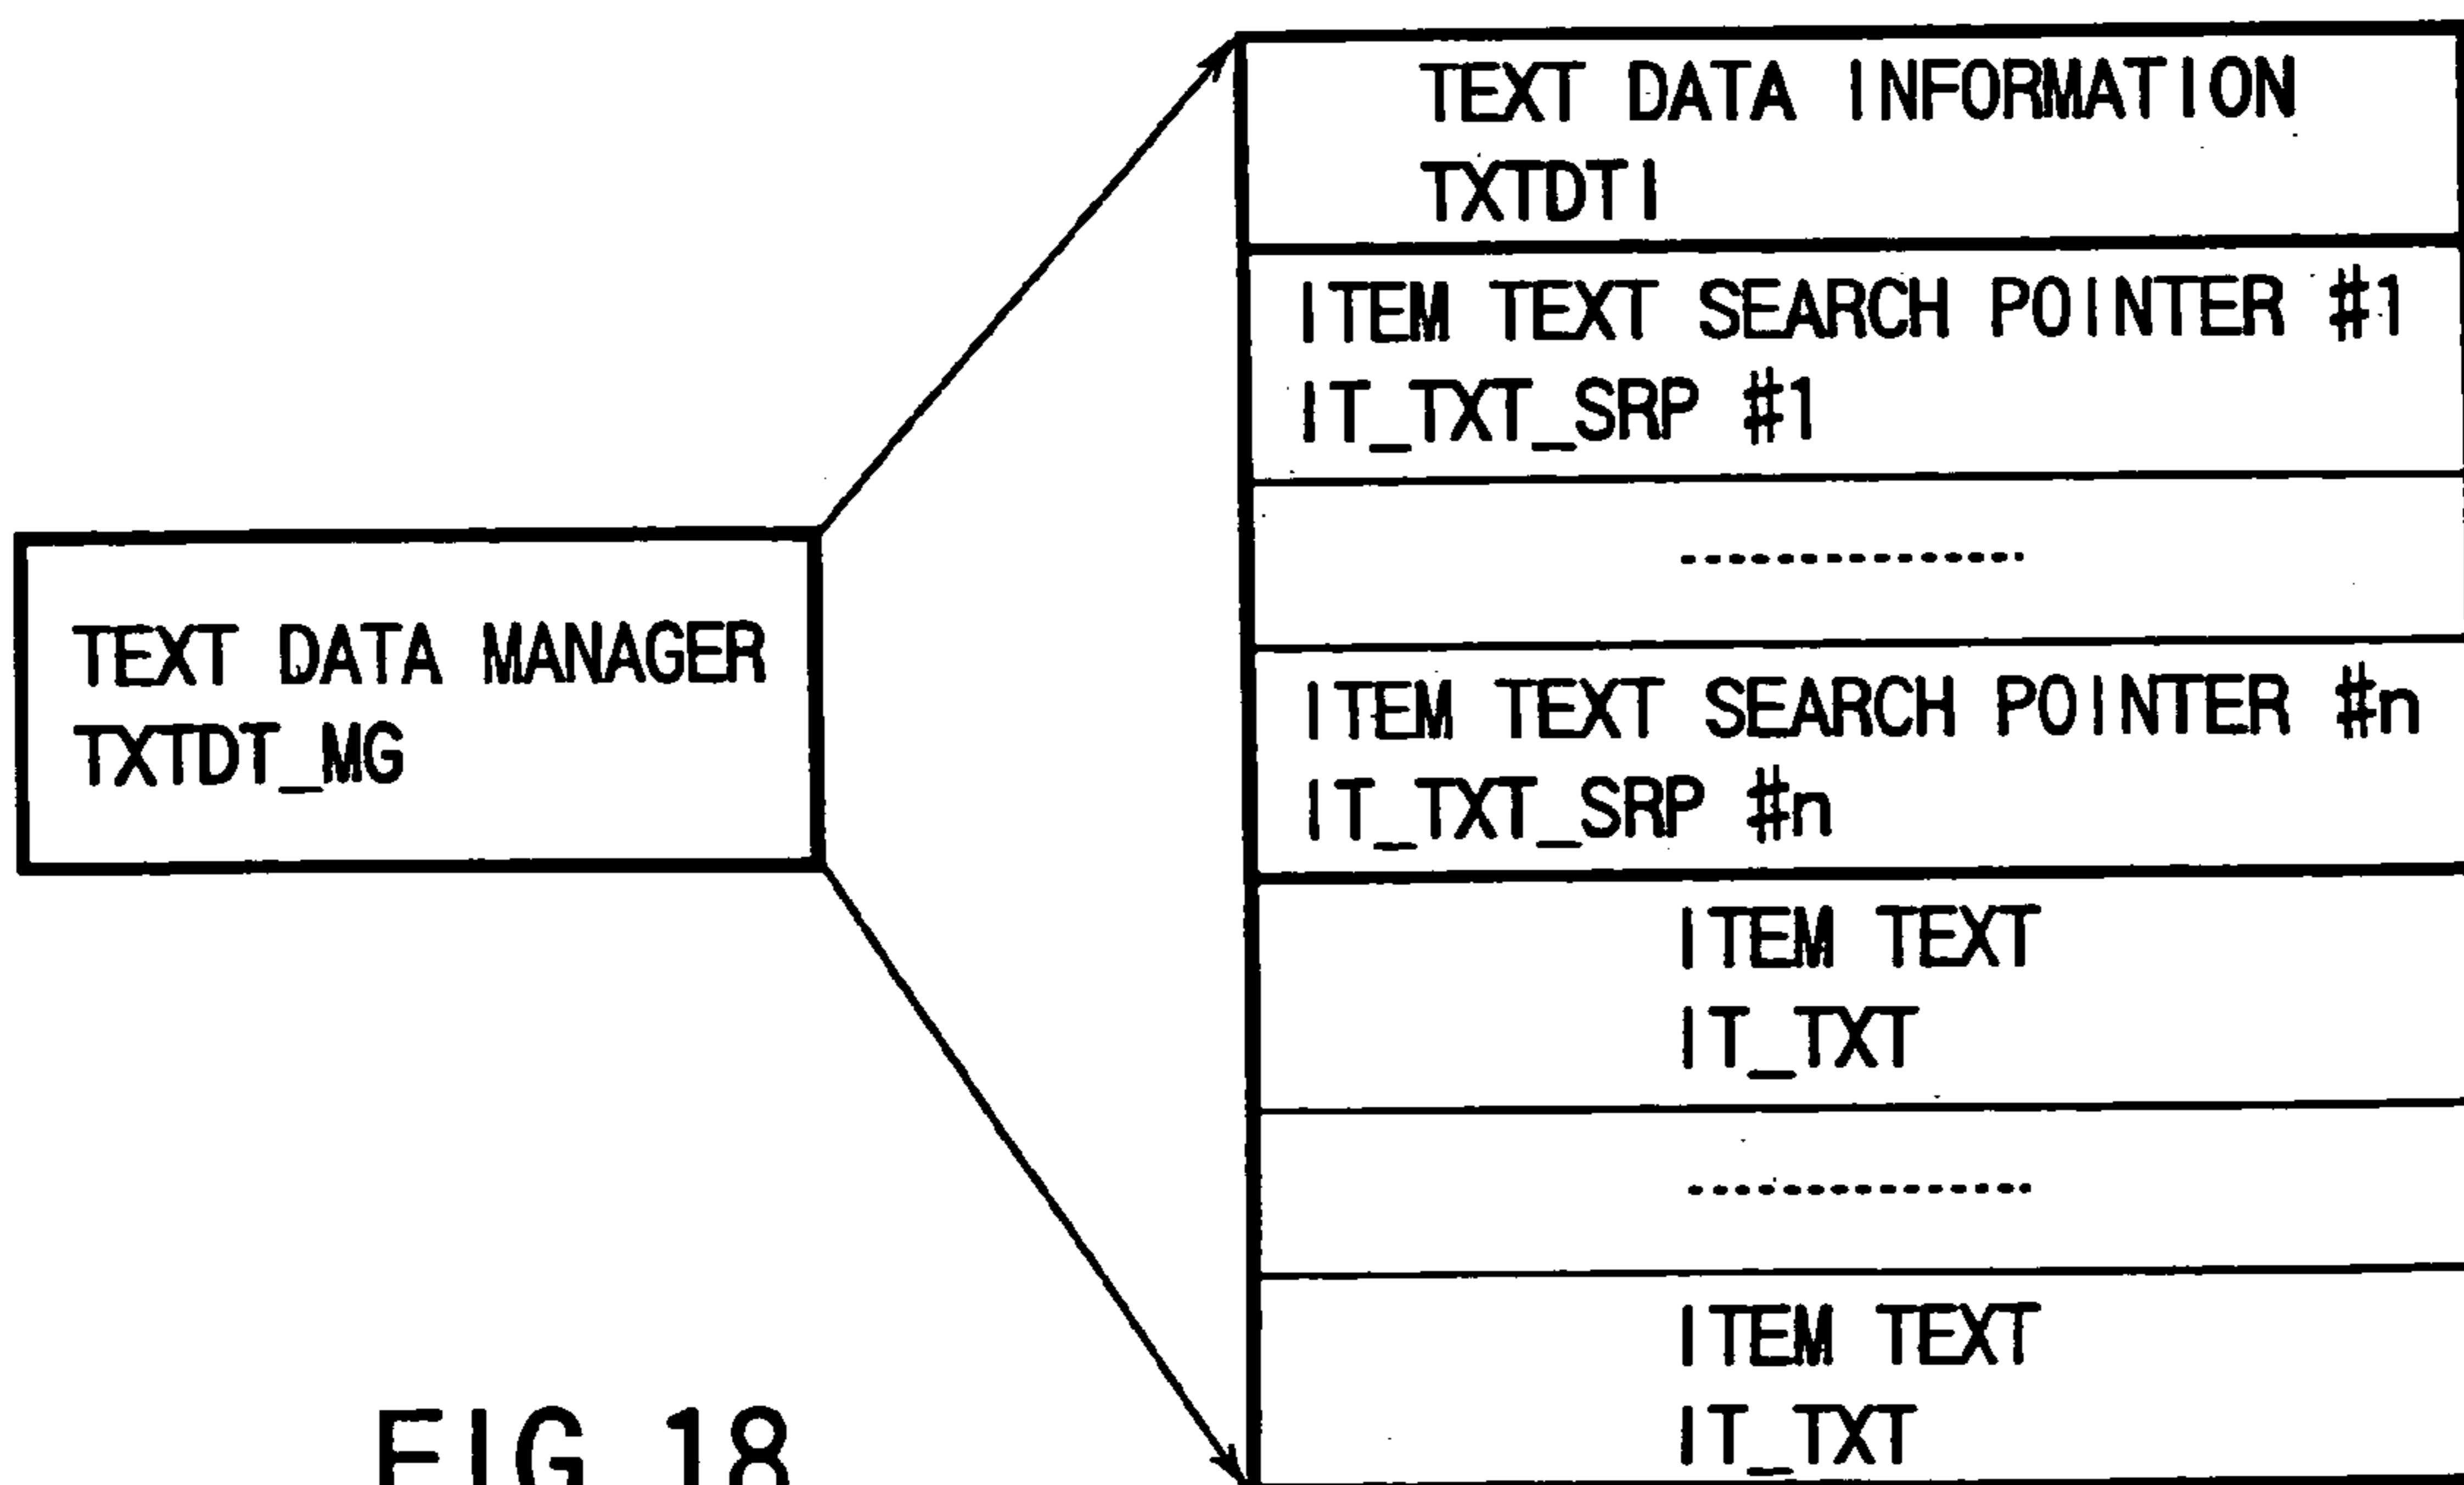 TEXT DATA INFORMATION
TXTDTI
ITEM TEXT SEARCH POINTER #1
IT_TXT_SRP #1
...............
TEXT DATA MANAGER
TXTDT_MG
ITEM TEXT SEARCH POINTER #n
IT_TXT_SRP #n
ITEM TEXT
IT_TXT
...............
ITEM TEXT
IT_TXT
FIG.18